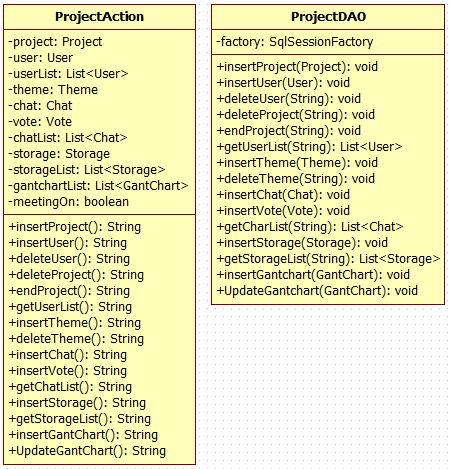 ProjectAction
-project: Project
-user: User
-userList: List<User>
-theme: Theme
-chat: Chat
-vote: Vote
-chatList: List<Chat>
-storage: Storage
-storageList: List<Storage>
-gantchartList: List<GantChart>
-meetingOn: boolean
+insertProject(): String
+insertUser(): String
+deleteUser(): String
+deleteProject(): String
+endProject(): String
+getUserList(): String
+insertTheme(): String
+deleteTheme(): String
+insertChat(): String
+insertVote(): String
+getChatList(): String
+insertStorage(): String
+getStorageList(): String
+insertGantChart(): String
+UpdateGantChart(): String
ProjectDAO
-factory: SqlSessionFactory
+insertProject(Project): void
+insertUser(User): void
+deleteUser(String): void
+deleteProject(String): void
+endProject(String): void
+getUserList(String): List<User>
+insertTheme(Theme): void
+deleteTheme(String): void
+insertChat(Chat): void
+insertVote(Vote): void
+getCharList(String): List<Chat>
+insertStorage(Storage): void
+getStorageList(String): List<Storage>
+insertGantchart(GantChart): void
+UpdateGantchart(GantChart): void